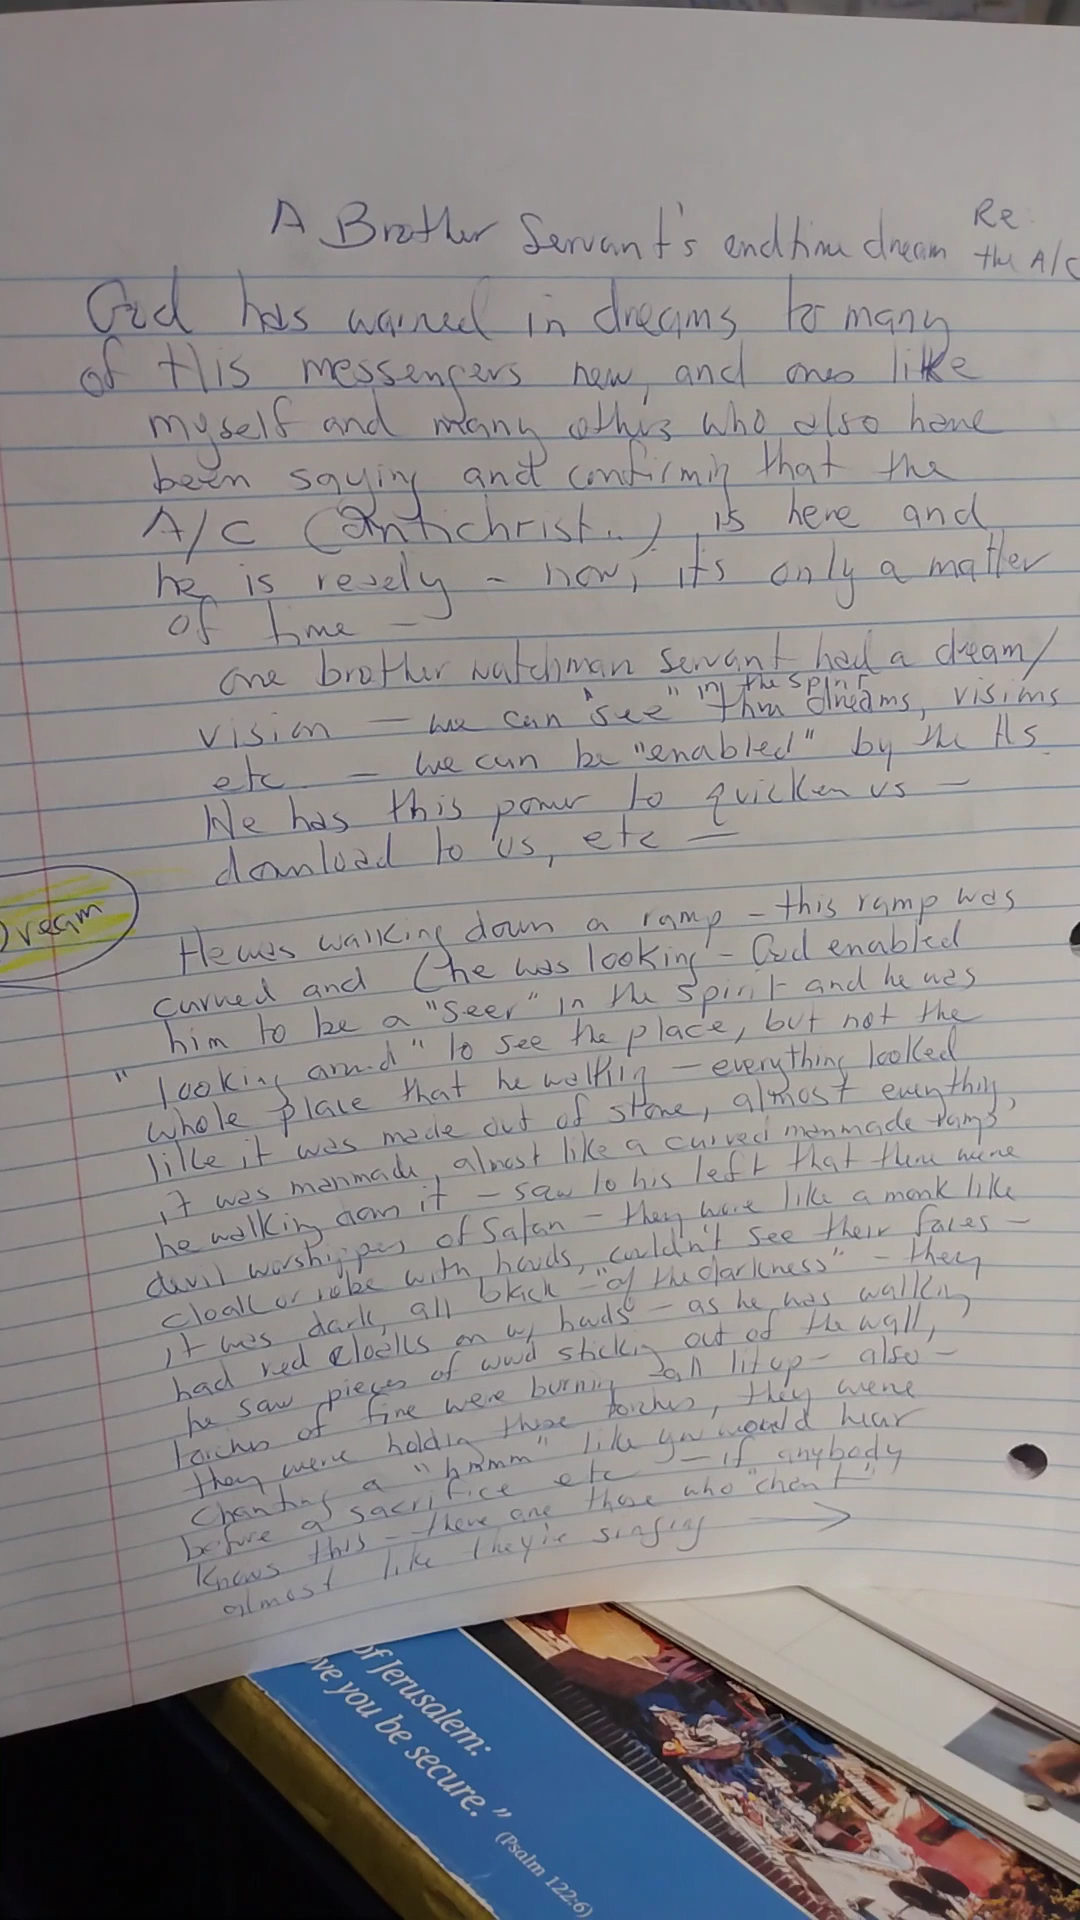 A Brother Servant's endtime dream Re:
the A/C
God has warned in dreams to many
of His messengers now, and ones like
myself and many others who also have
been saying and confirmin that the
A/C (Antichrist..) is here and
he is ready - now, it's only a matter
of time -
one brother watchman servant had a dream/
vision - we can "see" "in the spirit" thru dreams, visions
etc - we can be "enabled" by the HS.
He has this power to quicken us -
download to us, etc -
Dream
He was walking down a ramp - this ramp was
curved and (he was looking - God enabled
him to be a "seer" in the spirit and he was
"looking around" to see the place, but not the
whole place that he walking - everything looked
like it was made out of stone, almost everything,
it was manmade, almost like a curved manmade ramp
he walking down it - saw to his left that there were
devil worshippers of Satan - they were like a monk like
cloak or robe with hoods, couldn't see their faces -
it was dark, all black - "of the darkness" - they
had red cloaks on w/ hoods - as he was walking
he saw pieces of wood sticking out of the wall,
torches of fire were burning all lit up - also -
they were holding these torches, they were
chanting a "hmmm" like you would hear
before a sacrifice etc - if anybody
knows this - there are those who "chant"
almost like they're singing
of Jerusalem:
ove you be secure."
(Psalm 122:6)